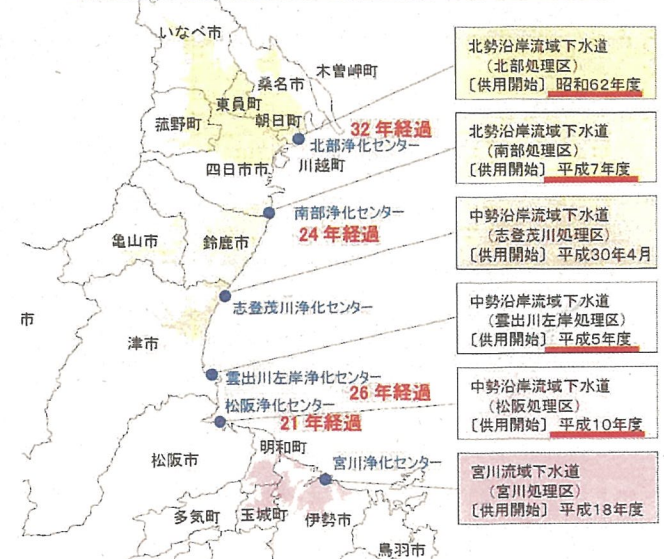 いなべ市
木曽岬町
桑名市
東員町
菰野町
朝日町
32年経過
北部浄化センター
川越町
四日市市
南部浄化センター
24年経過
亀山市
鈴鹿市
志登茂川浄化センター
市
津市
雲出川左岸浄化センター
26年経過
松阪浄化センター
21年経過
明和町
松阪市
宮川浄化センター
多気町
玉城町
伊勢市
鳥羽市
北勢沿岸流域下水道
（北部処理区）
〔供用開始〕昭和62年度
北勢沿岸流域下水道
（南部処理区）
〔供用開始〕平成7年度
中勢沿岸流域下水道
（志登茂川処理区）
〔供用開始〕平成30年4月
中勢沿岸流域下水道
（雲出川左岸処理区）
〔供用開始〕平成5年度
中勢沿岸流域下水道
（松阪処理区）
〔供用開始〕平成10年度
宮川流域下水道
（宮川処理区）
〔供用開始〕平成18年度